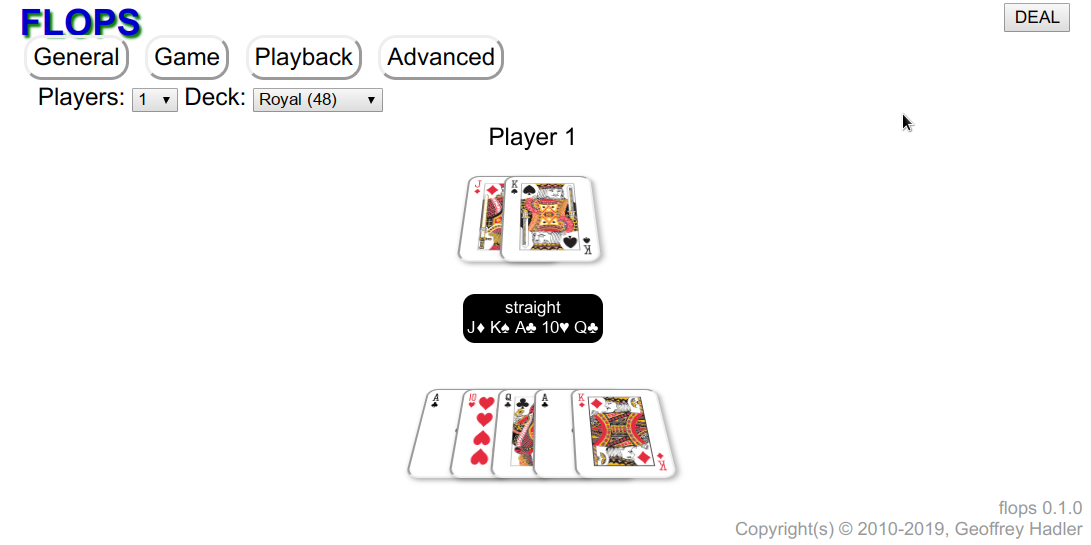 FLOPS
DEAL
General Game Playback Advanced
Players: 1 Deck: Royal (48)
Player 1
J♦ K♠
K
straight
J♦ K♠ A♣ 10♥ Q♣
A♣ 10♥ Q♣ A♣ K♦
K
flops 0.1.0
Copyright(s) © 2010-2019, Geoffrey Hadler